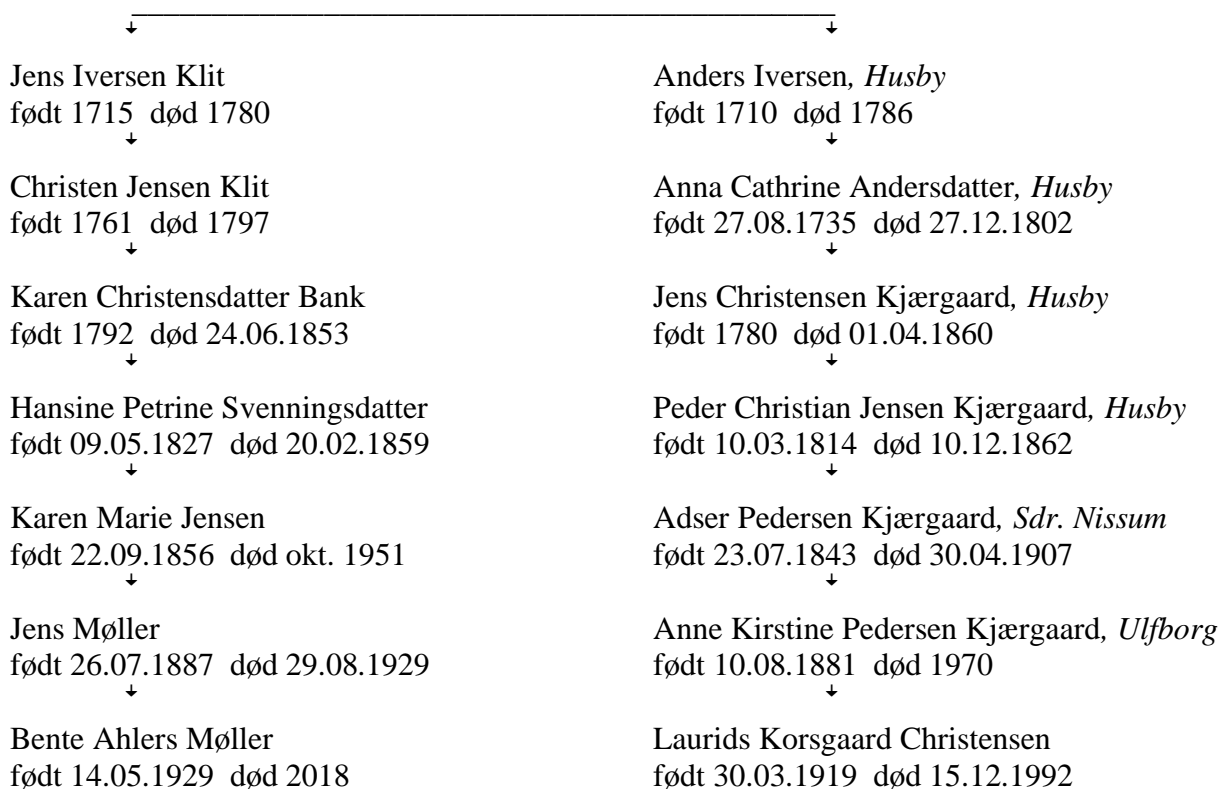 Jens Iversen Klit
født 1715  død 1780
Christen Jensen Klit
født 1761  død 1797
Karen Christensdatter Bank
født 1792  død 24.06.1853
Hansine Petrine Svenningsdatter
født 09.05.1827  død 20.02.1859
Karen Marie Jensen
født 22.09.1856  død okt. 1951
Jens Møller
født 26.07.1887  død 29.08.1929
Bente Ahlers Møller
født 14.05.1929  død 2018
Anders Iversen, Husby
født 1710  død 1786
Anna Cathrine Andersdatter, Husby
født 27.08.1735  død 27.12.1802
Jens Christensen Kjærgaard, Husby
født 1780  død 01.04.1860
Peder Christian Jensen Kjærgaard, Husby
født 10.03.1814  død 10.12.1862
Adser Pedersen Kjærgaard, Sdr. Nissum
født 23.07.1843  død 30.04.1907
Anne Kirstine Pedersen Kjærgaard, Ulfborg
født 10.08.1881  død 1970
Laurids Korsgaard Christensen
født 30.03.1919  død 15.12.1992